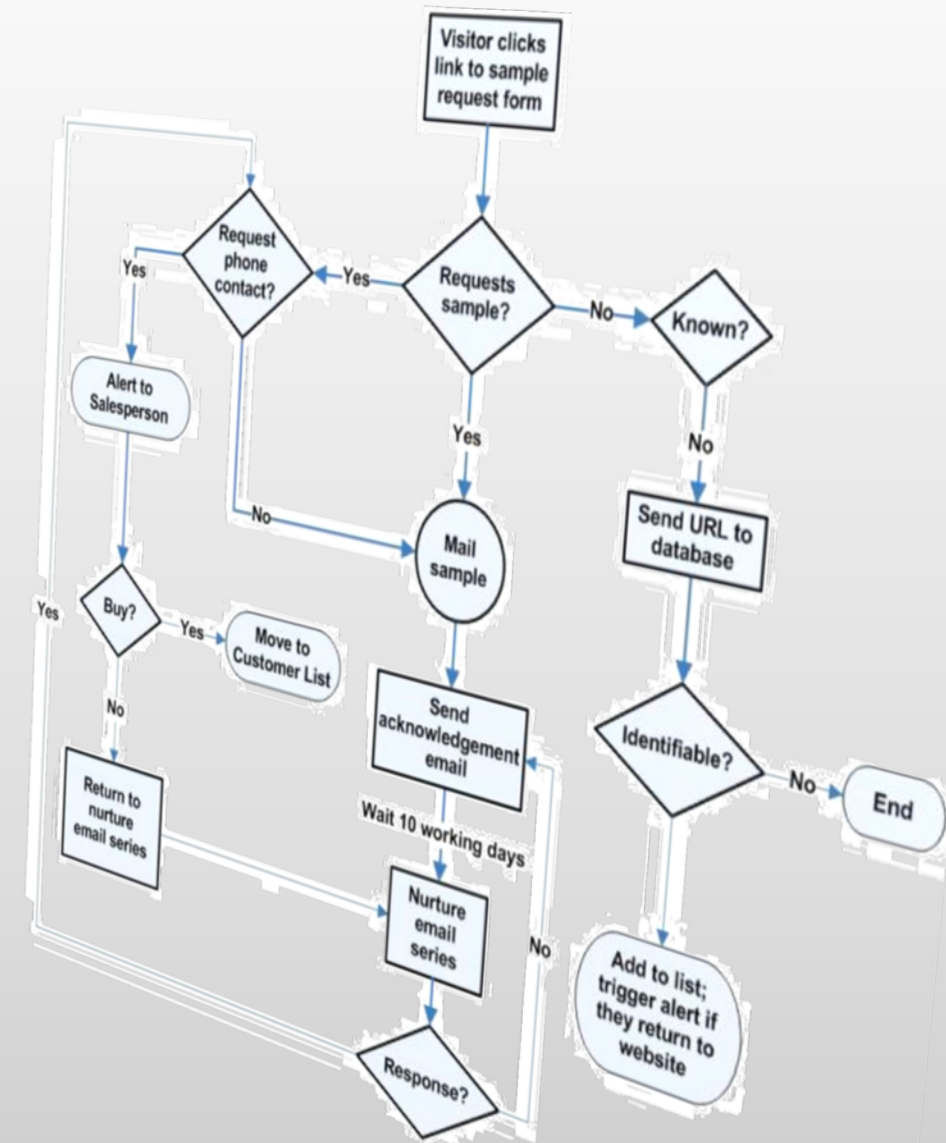 Visitor clicks
link to sample
request form
Request
phone
contact?
Yes
Requests
sample?
No
Known?
Yes
Alert to
Salesperson
Yes
No
Send URL to
database
No
Mail
sample
Buy?
Yes
Move to
Customer List
Yes
No
Send
acknowledgement
email
Identifiable?
No
End
Return to
nurture
email series
Wait 10 working days
Nurture
email
series
No
Add to list;
trigger alert if
they return to
website
Response?